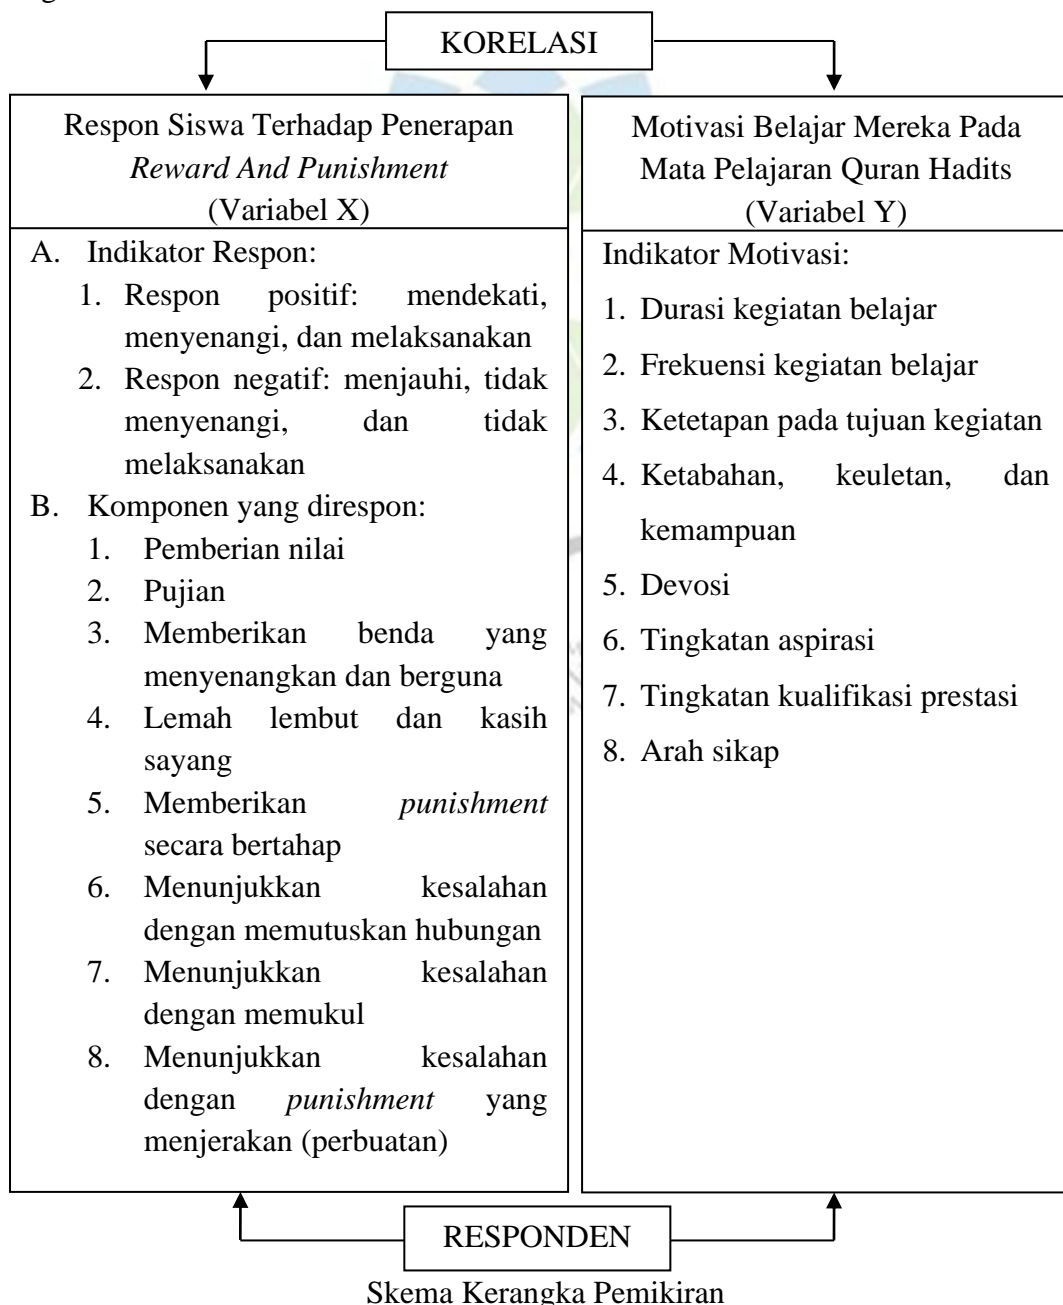 KORELASI
Respon Siswa Terhadap Penerapan
Reward And Punishment
(Variabel X)
A. Indikator Respon:
1. Respon positif: mendekati,
menyenangi, dan melaksanakan
2. Respon negatif: menjauhi, tidak
menyenangi, dan tidak
melaksanakan
B. Komponen yang direspon:
1. Pemberian nilai
2. Pujian
3. Memberikan benda yang
menyenangkan dan berguna
4. Lemah lembut dan kasih
sayang
5. Memberikan punishment
secara bertahap
6. Menunjukkan kesalahan
dengan memutuskan hubungan
7. Menunjukkan kesalahan
dengan memukul
8. Menunjukkan kesalahan
dengan punishment yang
menjerakan (perbuatan)
Motivasi Belajar Mereka Pada
Mata Pelajaran Quran Hadits
(Variabel Y)
Indikator Motivasi:
1. Durasi kegiatan belajar
2. Frekuensi kegiatan belajar
3. Ketetapan pada tujuan kegiatan
4. Ketabahan, keuletan, dan
kemampuan
5. Devosi
6. Tingkatan aspirasi
7. Tingkatan kualifikasi prestasi
8. Arah sikap
RESPONDEN
Skema Kerangka Pemikiran